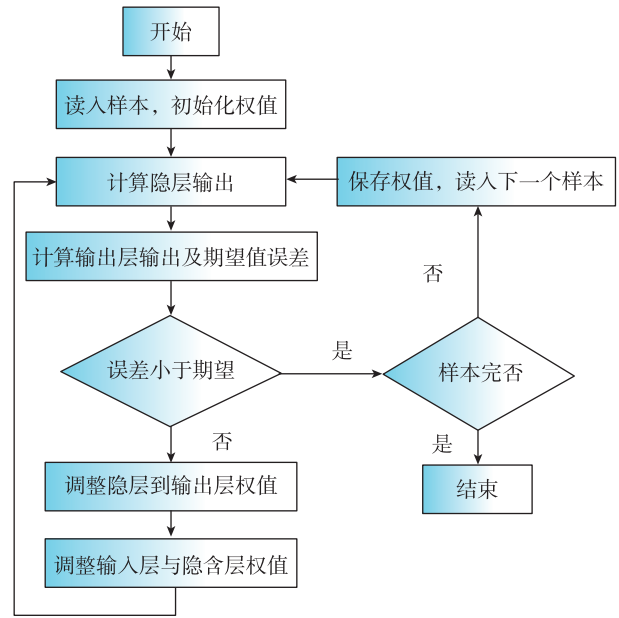 开始
读入样本，初始化权值
计算隐层输出
保存权值，读入下一个样本
计算输出层输出及期望值误差
否
误差小于期望
是
样本完否
否
是
调整隐层到输出层权值
结束
调整输入层与隐含层权值